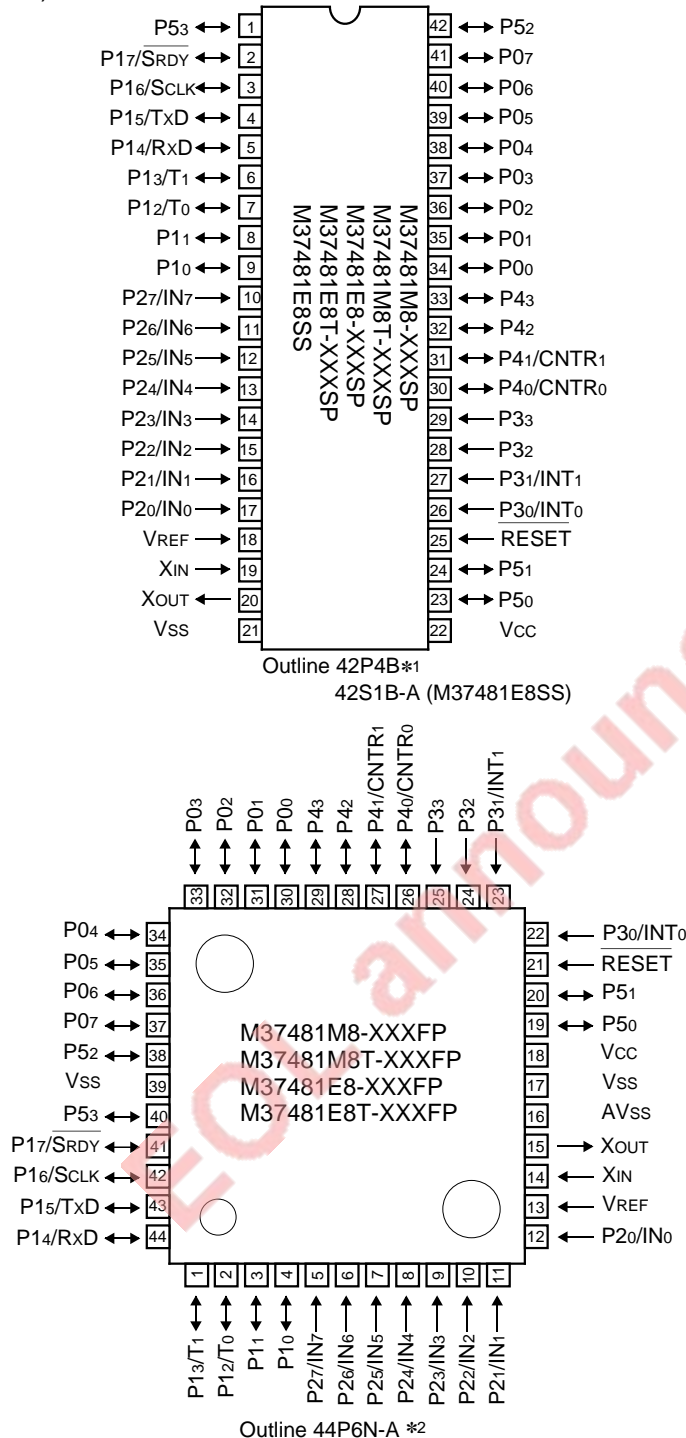 P53 1 42 P52
P17/SRDY 2 41 P07
P16/SCLK 3 40 P06
P15/TXD 4 39 P05
P14/RXD 5 38 P04
P13/T1 6 37 P03
P12/T0 7 36 P02
P11 8 35 P01
P10 9 34 P00
P27/IN7 10 33 P43
P26/IN6 11 32 P42
P25/IN5 12 31 P41/CNTR1
P24/IN4 13 30 P40/CNTR0
P23/IN3 14 29 P33
P22/IN2 15 28 P32
P21/IN1 16 27 P31/INT1
P20/IN0 17 26 P30/INT0
VREF 18 25 RESET
XIN 19 24 P51
XOUT 20 23 P50
VSS 21 22 VCC
M37481M8-XXXSP
M37481M8T-XXXSP
M37481E8-XXXSP
M37481E8T-XXXSP
M37481E8SS
Outline 42P4B*1
42S1B-A (M37481E8SS)
P03 P02 P01 P00 P43 P42 P41/CNTR1 P40/CNTR0 P33 P32 P31/INT1
33 32 31 30 29 28 27 26 25 24 23
P04 34 22 P30/INT0
P05 35 21 RESET
P06 36 20 P51
P07 37 19 P50
P52 38 18 VCC
VSS 39 17 VSS
P53 40 16 AVSS
P17/SRDY 41 15 XOUT
P16/SCLK 42 14 XIN
P15/TXD 43 13 VREF
P14/RXD 44 12 P20/IN0
M37481M8-XXXFP
M37481M8T-XXXFP
M37481E8-XXXFP
M37481E8T-XXXFP
1 2 3 4 5 6 7 8 9 10 11
P13/T1 P12/T0 P11 P10 P27/IN7 P26/IN6 P25/IN5 P24/IN4 P23/IN3 P22/IN2 P21/IN1
Outline 44P6N-A *2
EOL announ